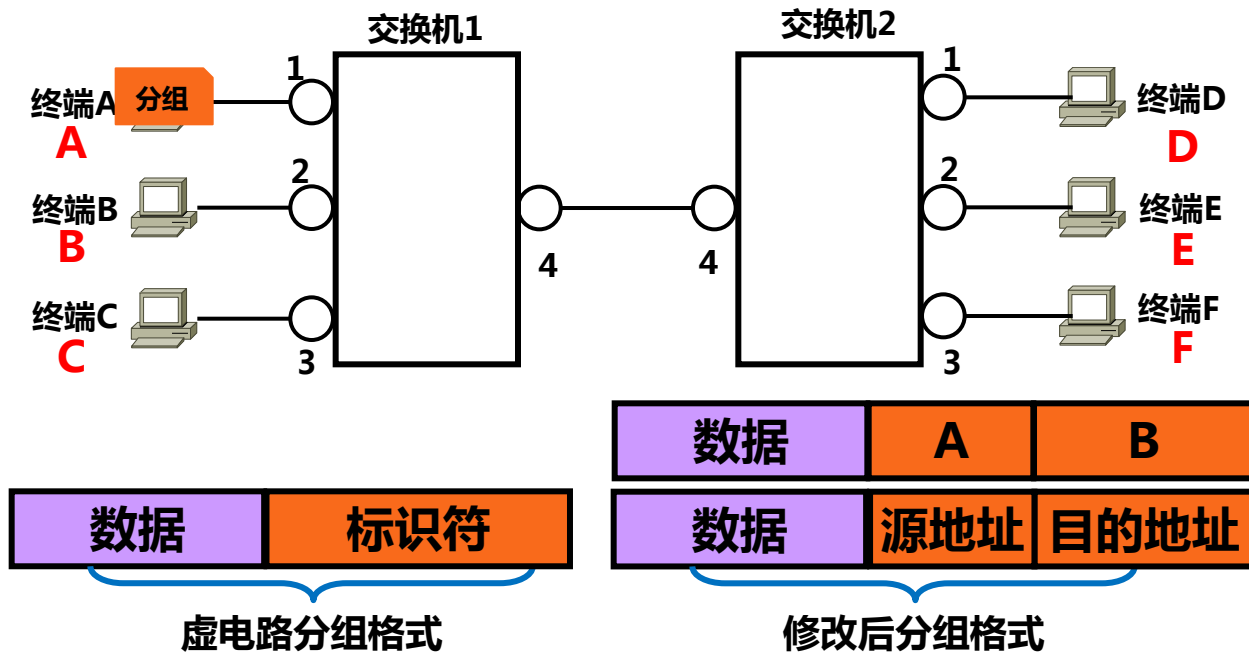 交换机1
交换机2
1
1
终端A
分组
终端D
A
D
2
2
终端B
终端E
B
E
4
4
终端C
终端F
C
F
3
3
数据 A B
数据 标识符
数据 源地址 目的地址
虚电路分组格式
修改后分组格式